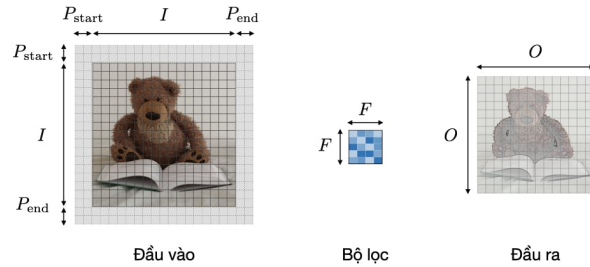 P_start I P_end
P_start
I
P_end
F
F
O
O
Đầu vào
Bộ lọc
Đầu ra